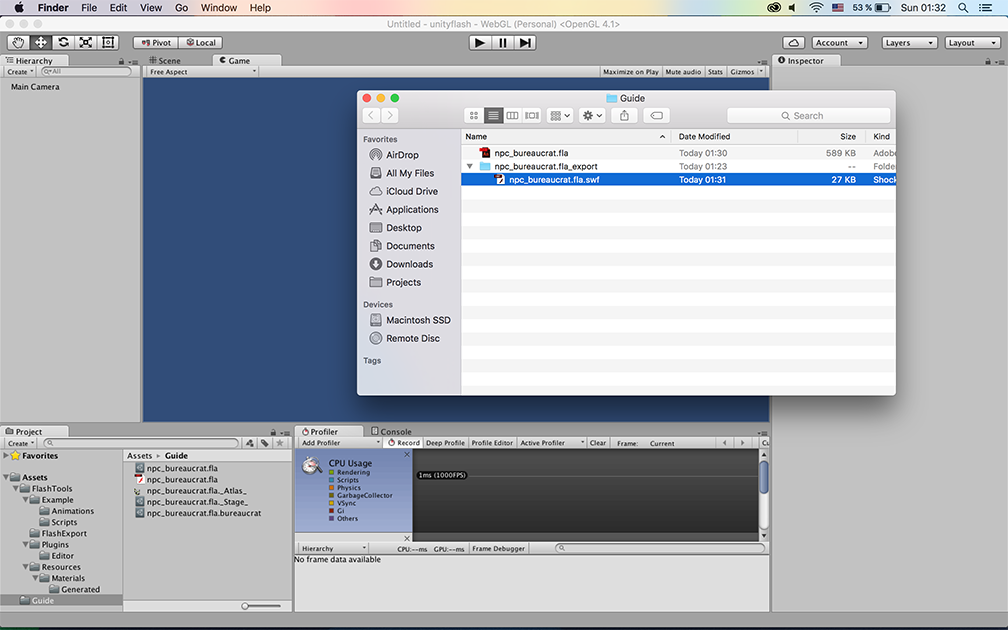 Finder File Edit View Go Window Help 53 % Sun 01:32
Untitled - unityflash - WebGL (Personal) <OpenGL 4.1>
Pivot Local Account Layers Layout
Hierarchy Scene Game Inspector
Create All Free Aspect Maximize on Play Mute audio Stats Gizmos
Main Camera
Guide
Search
Favorites
AirDrop
All My Files
iCloud Drive
Applications
Desktop
Documents
Downloads
Projects
Devices
Macintosh SSD
Remote Disc
Tags
Name Date Modified Size Kind
npc_bureaucrat.fla Today 01:30 589 KB Adobe
npc_bureaucrat.fla_export Today 01:23 -- Folde
npc_bureaucrat.fla.swf Today 01:31 27 KB Shock
Project
Create
Favorites
Assets
FlashTools
Example
Animations
Scripts
FlashExport
Plugins
Editor
Resources
Materials
Generated
Guide
Assets Guide
npc_bureaucrat.fla
npc_bureaucrat.fla
npc_bureaucrat.fla._Atlas_
npc_bureaucrat.fla._Stage_
npc_bureaucrat.fla.bureaucrat
Profiler Console
Add Profiler Record Deep Profile Profile Editor Active Profiler Clear Frame: Current Cu
CPU Usage
Rendering
Scripts
Physics
GarbageCollector
VSync
Gi
Others
1ms (1000FPS)
Hierarchy CPU:--ms GPU:--ms Frame Debugger
No frame data available